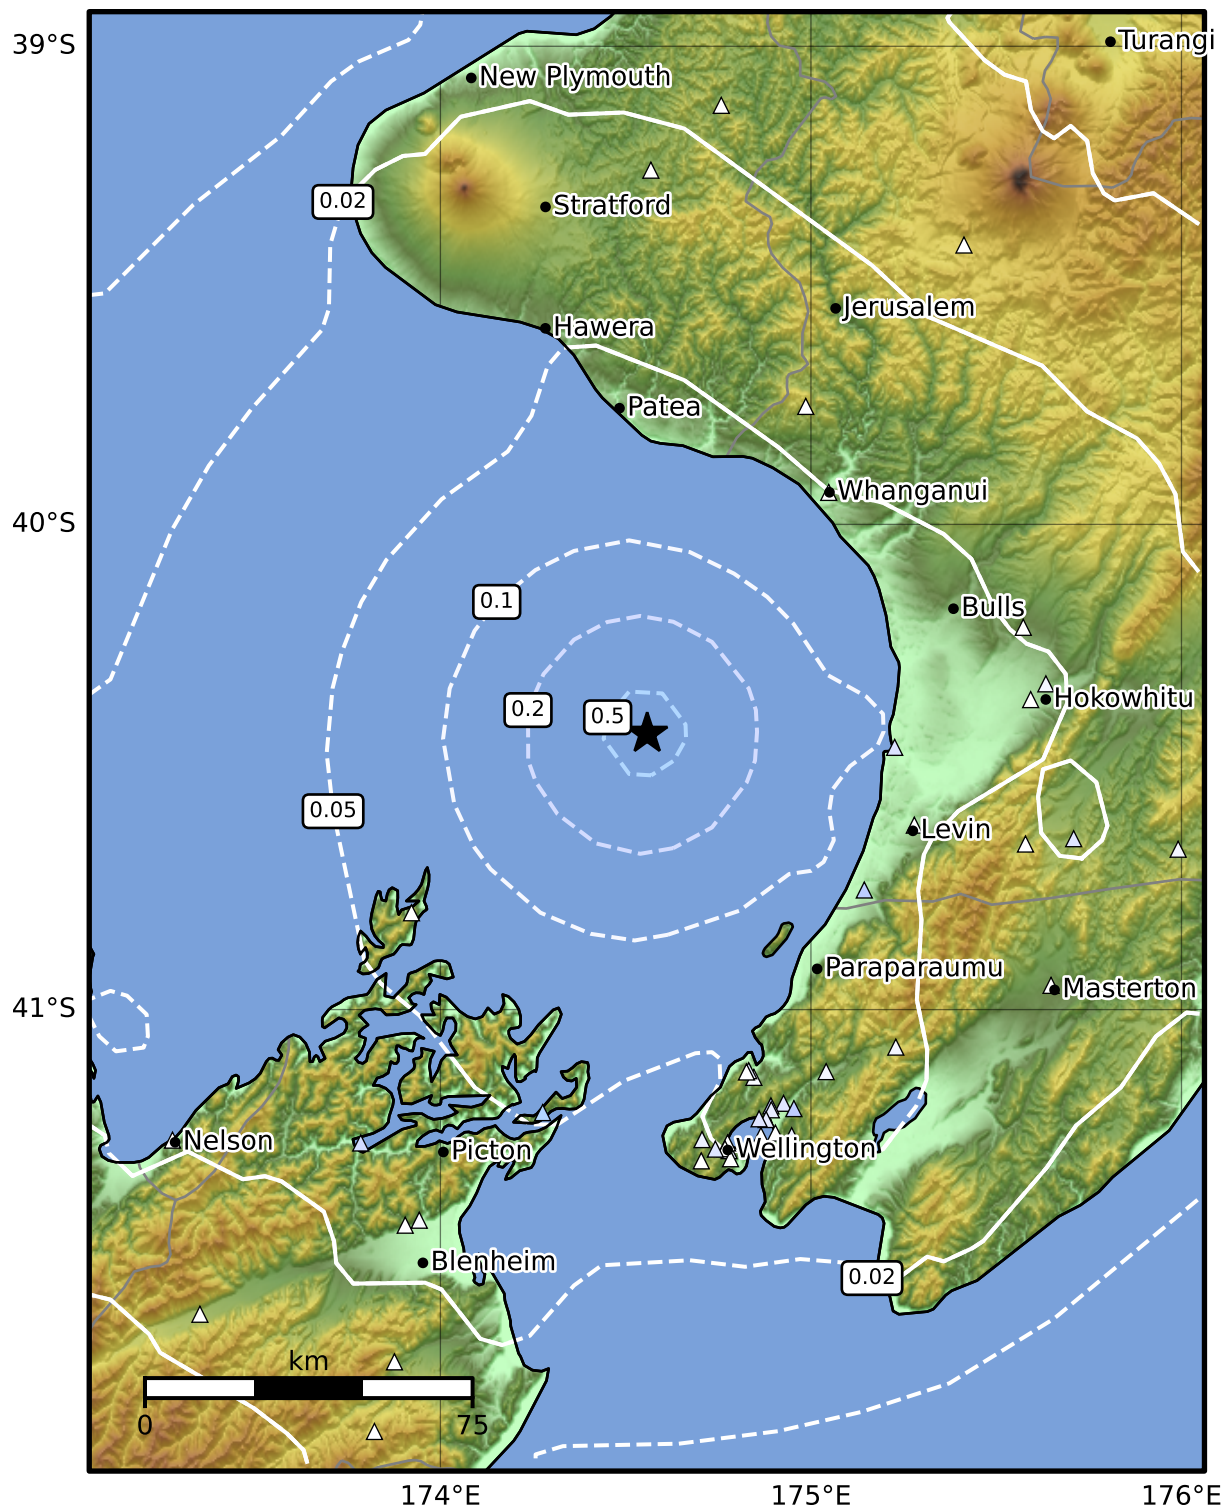 39°S
Turangi
New Plymouth
0.02
Stratford
Jerusalem
Hawera
Patea
Whanganui
40°S
0.1
Bulls
0.2
0.5
Hokowhitu
0.05
Levin
Paraparaumu
Masterton
41°S
Nelson
Picton
Wellington
Blenheim
0.02
km
0
75
174°E
175°E
176°E